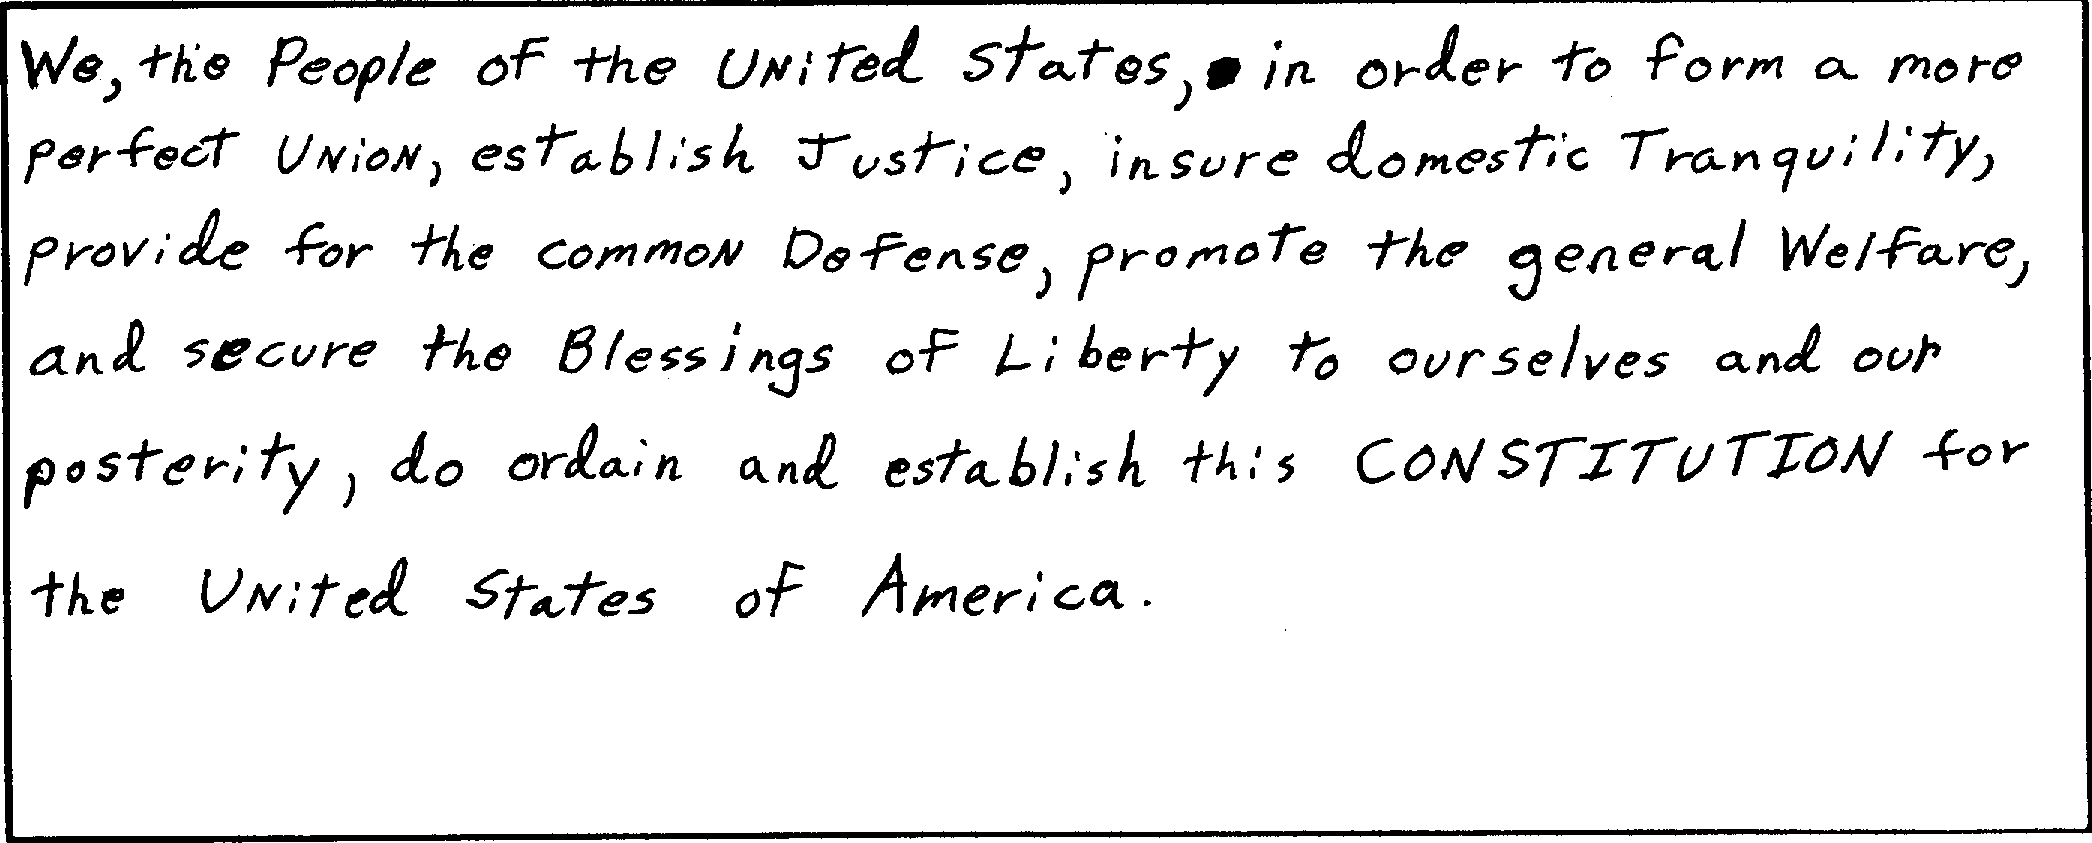 We, the People of the United States, in order to form a more
perfect Union, establish Justice, insure domestic Tranquility,
provide for the common Defense, promote the general Welfare,
and secure the Blessings of Liberty to ourselves and our
posterity, do ordain and establish this CONSTITUTION for
the United States of America.